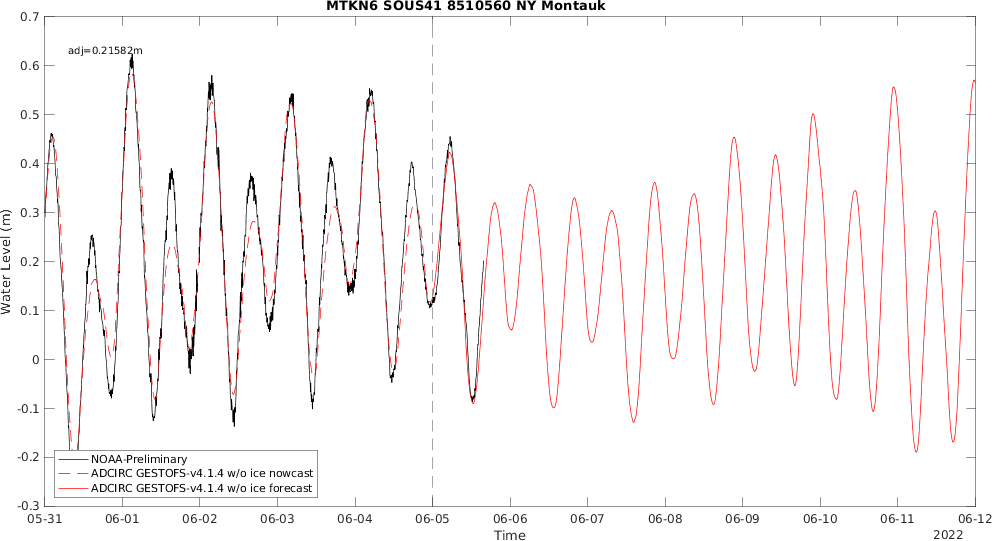 MTKN6 SOUS41 8510560 NY Montauk
adj=0.21582m
Water Level (m)
0.7
0.6
0.5
0.4
0.3
0.2
0.1
0
-0.1
-0.2
-0.3
NOAA-Preliminary
ADCIRC GESTOFS-v4.1.4 w/o ice nowcast
ADCIRC GESTOFS-v4.1.4 w/o ice forecast
05-31 06-01 06-02 06-03 06-04 06-05 06-06 06-07 06-08 06-09 06-10 06-11 06-12
Time
2022